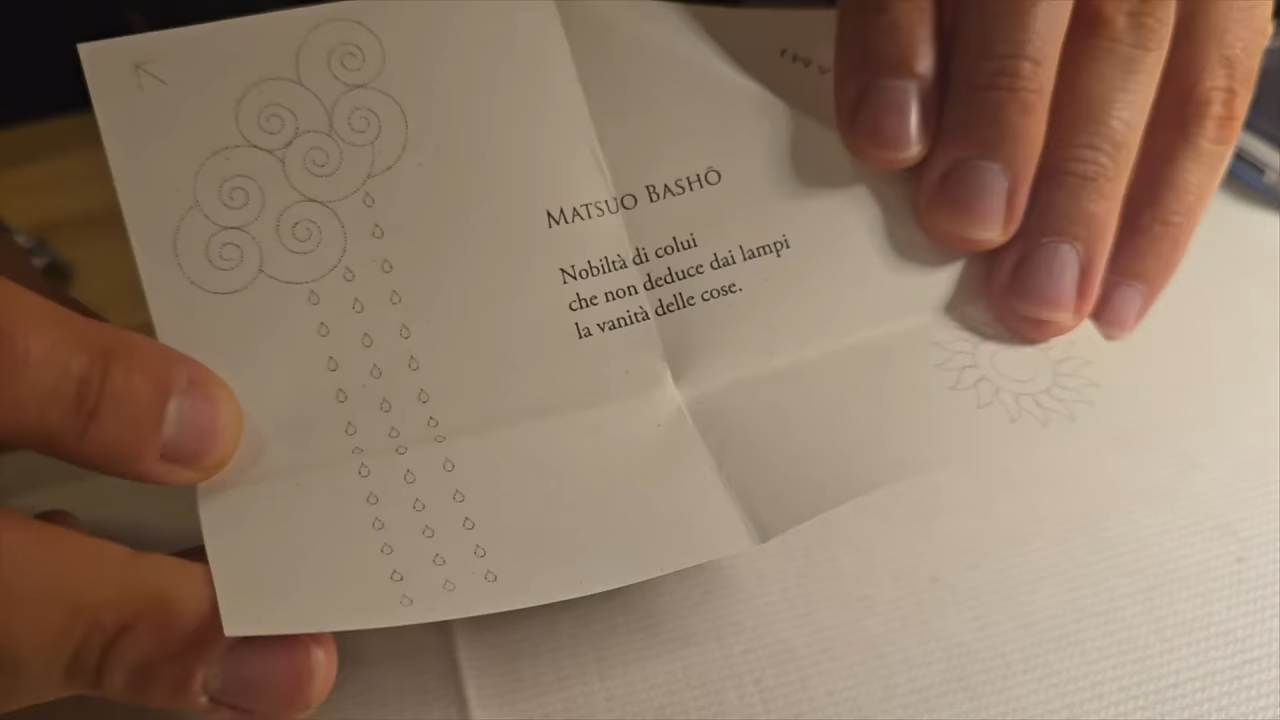 MATSUO BASHŌ
Nobiltà di colui
che non deduce dai lampi
la vanità delle cose.